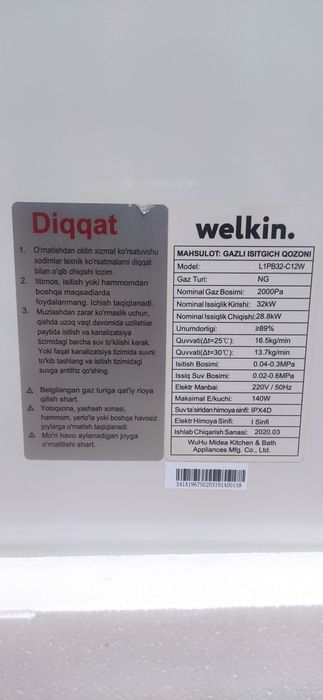 Diqqat
1. O'rnatishdan oldin xizmat ko'rsatuvchu
xodimlar texnik ko'rsatmalarni diqqat
bilan o'qib chiqishi lozim.
2. Iltimos, isitish yoki hammomdan
boshqa maqsadlarda
foydalanmang. Ichish taqiqlanadi.
3. Muzlashdan zarar ko'rmaslik uchun,
qishda uzoq vaqt davomida uzilishlar
paytida isitish va kanalizatsiya
tizimidagi barcha suv to'kilishi kerak.
Yoki faqat kanalizatsiya tizimida suvni
to'kib tashlang va isitish tizimidagi
suvga antifriz qo'shing.
⚠ Belgilangan gaz turiga qat'iy rioya
qilish shart.
⚠ Yotoqxona, yashash xonasi,
hammom, yerto'la yoki boshqa havosiz
joylarga o'rnatish taqiqlanadi.
⚠ Mo'ri havo aylanadigan joyga
o'rnatilishi shart.
welkin.
MAHSULOT: GAZLI ISITGICH QOZONI
Model: L1PB32-C12W
Gaz Turi: NG
Nominal Gaz Bosimi: 2000Pa
Nominal Issiqlik Kirishi: 32kW
Nominal Issiqlik Chiqishi: 28.8kW
Unumdorligi: ≥89%
Quvvati(Δt=25℃): 16.5kg/min
Quvvati(Δt=30℃): 13.7kg/min
Isitish Bosimi: 0.04-0.3MPa
Issiq Suv Bosimi: 0.02-0.6MPa
Elektr Manbai: 220V / 50Hz
Maksimal E/kuchi: 140W
Suv ta'siridan himoya sinfi: IPX4D
Elektr Himoya Sinfi: I Sinfi
Ishlab Chiqarish Sanasi: 2020.03
WuHu Midea Kitchen & Bath
Appliances Mfg. Co., Ltd.